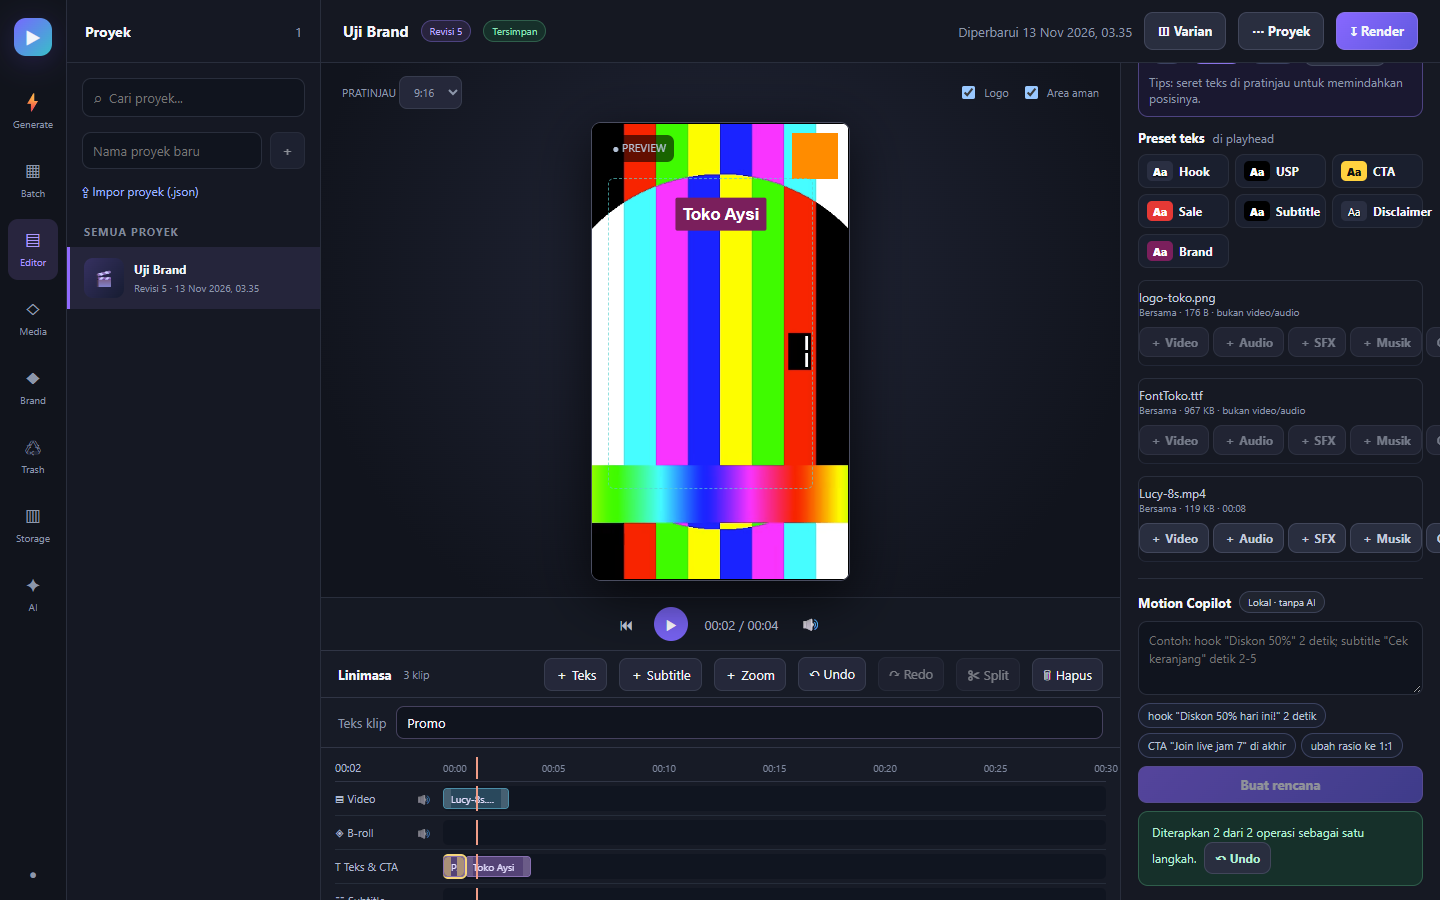 Generate
Batch
Editor
Media
Brand
Trash
Storage
AI
Proyek
1
Cari proyek...
Nama proyek baru
+
Impor proyek (.json)
SEMUA PROYEK
Uji Brand
Revisi 5 · 13 Nov 2026, 03.35
Uji Brand
Revisi 5
Tersimpan
Diperbarui 13 Nov 2026, 03.35
Varian
Proyek
Render
PRATINJAU
9:16
Logo
Area aman
PREVIEW
Toko Aysi
00:02 / 00:04
Linimasa
3 klip
+ Teks
+ Subtitle
+ Zoom
Undo
Redo
Split
Hapus
Teks klip
Promo
00:02
00:00
00:05
00:10
00:15
00:20
00:25
00:30
Video
Lucy-8s....
B-roll
T Teks & CTA
P
Toko Aysi
Subtitle
Tips: seret teks di pratinjau untuk memindahkan
posisinya.
Preset teks di playhead
Aa Hook
Aa USP
Aa CTA
Aa Sale
Aa Subtitle
Aa Disclaimer
Aa Brand
logo-toko.png
Bersama · 176 B · bukan video/audio
+ Video
+ Audio
+ SFX
+ Musik
FontToko.ttf
Bersama · 967 KB · bukan video/audio
+ Video
+ Audio
+ SFX
+ Musik
Lucy-8s.mp4
Bersama · 119 KB · 00:08
+ Video
+ Audio
+ SFX
+ Musik
Motion Copilot
Lokal · tanpa AI
Contoh: hook "Diskon 50%" 2 detik; subtitle "Cek
keranjang" detik 2-5
hook "Diskon 50% hari ini!" 2 detik
CTA "Join live jam 7" di akhir
ubah rasio ke 1:1
Buat rencana
Diterapkan 2 dari 2 operasi sebagai satu
langkah.
Undo